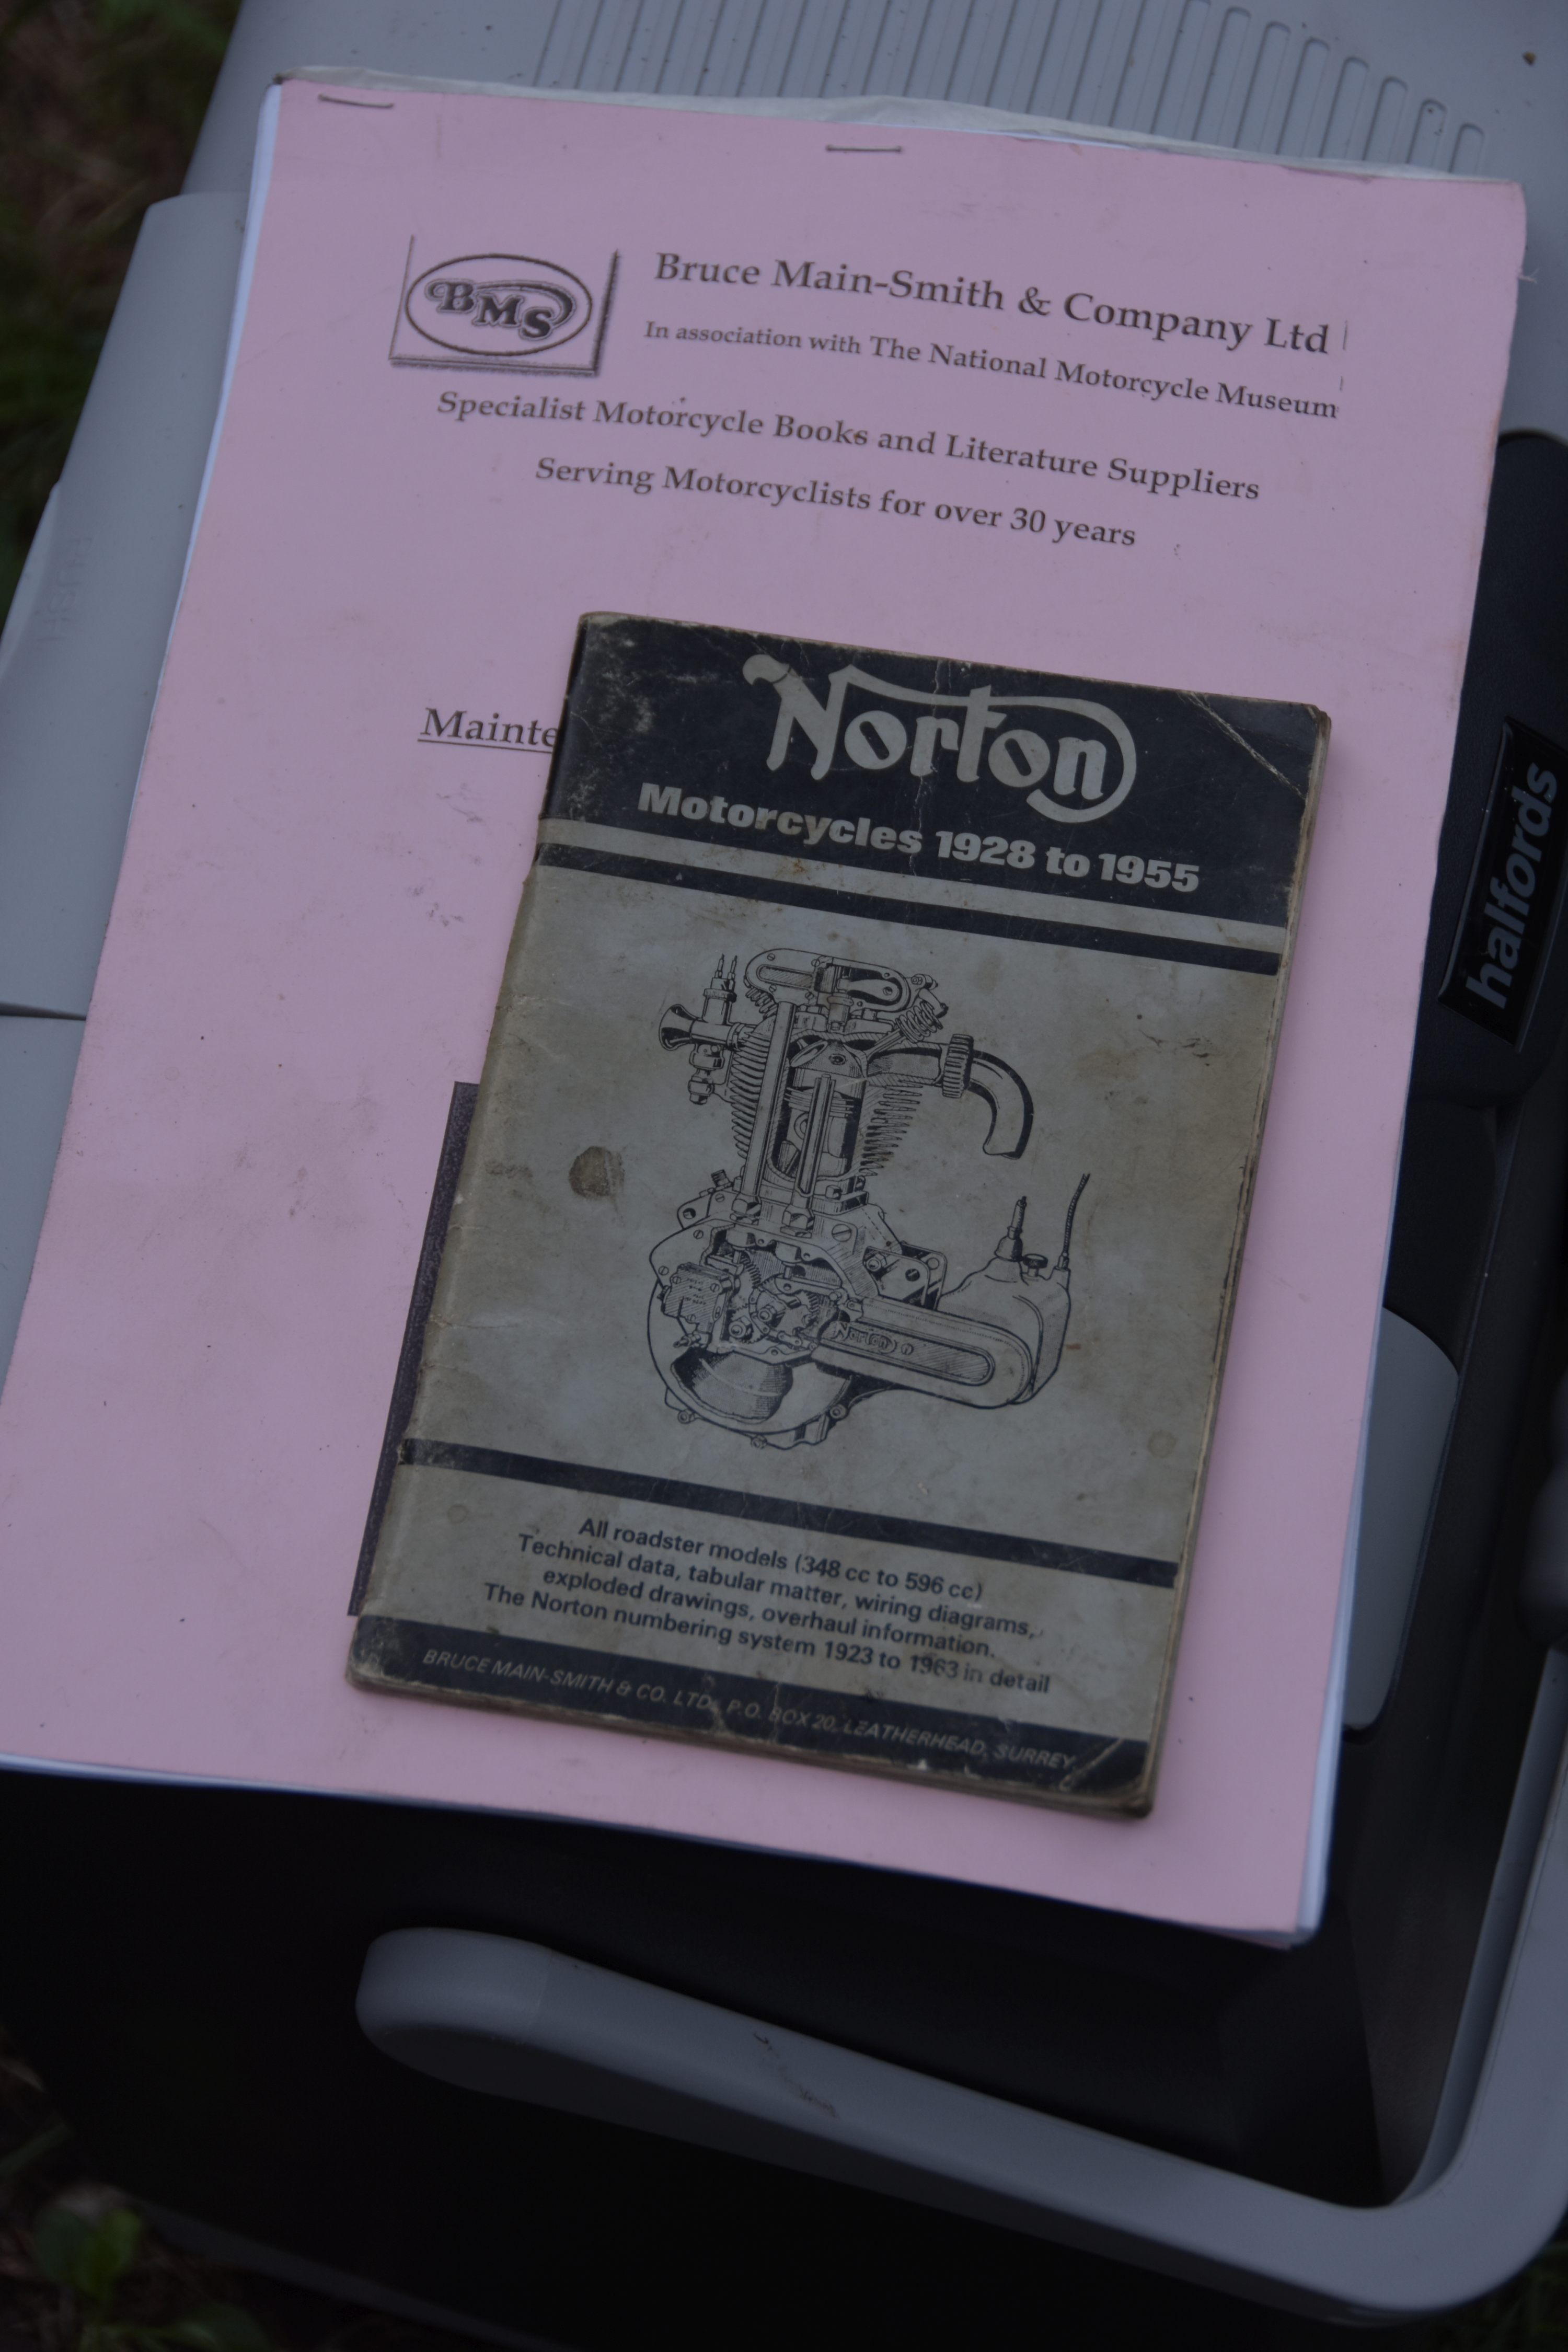 BMS
Bruce Main-Smith & Company Ltd
In association with The National Motorcycle Museum
Specialist Motorcycle Books and Literature Suppliers
Serving Motorcyclists for over 30 years
Mainte
Norton
Motorcycles 1928 to 1955
Norton
All roadster models (348 cc to 596 cc)
Technical data, tabular matter, wiring diagrams,
exploded drawings, overhaul information.
The Norton numbering system 1923 to 1963 in detail
BRUCE MAIN-SMITH & CO. LTD., P.O. BOX 20, LEATHERHEAD, SURREY.
halfords